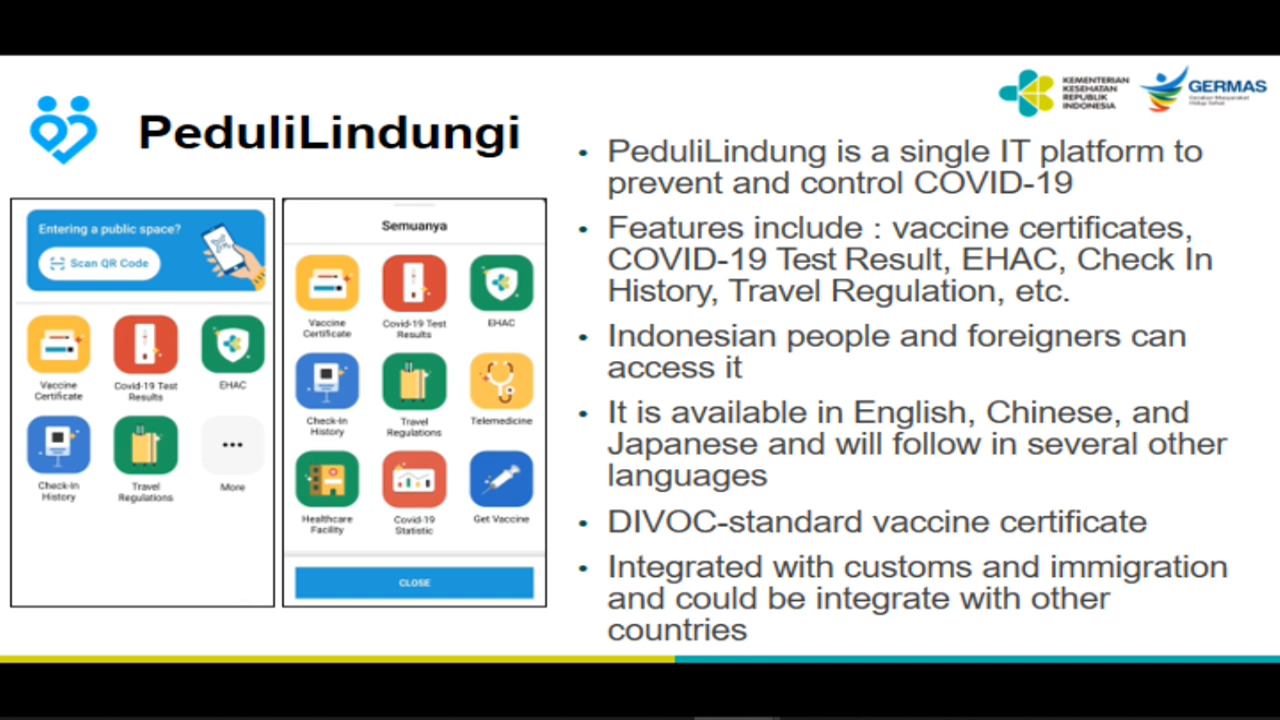 KEMENTERIAN
KESEHATAN
REPUBLIK
INDONESIA
GERMAS
Gerakan Masyarakat
Hidup Sehat
PeduliLindungi
Entering a public space?
Scan QR Code
Vaccine
Certificate
Covid-19 Test
Results
EHAC
Check-In
History
Travel
Regulations
More
Semuanya
Vaccine
Certificate
Covid-19 Test
Results
EHAC
Check-In
History
Travel
Regulations
Telemedicine
Healthcare
Facility
Covid-19
Statistic
Get Vaccine
CLOSE
• PeduliLindung is a single IT platform to
prevent and control COVID-19
• Features include : vaccine certificates,
COVID-19 Test Result, EHAC, Check In
History, Travel Regulation, etc.
• Indonesian people and foreigners can
access it
• It is available in English, Chinese, and
Japanese and will follow in several other
languages
• DIVOC-standard vaccine certificate
• Integrated with customs and immigration
and could be integrate with other
countries